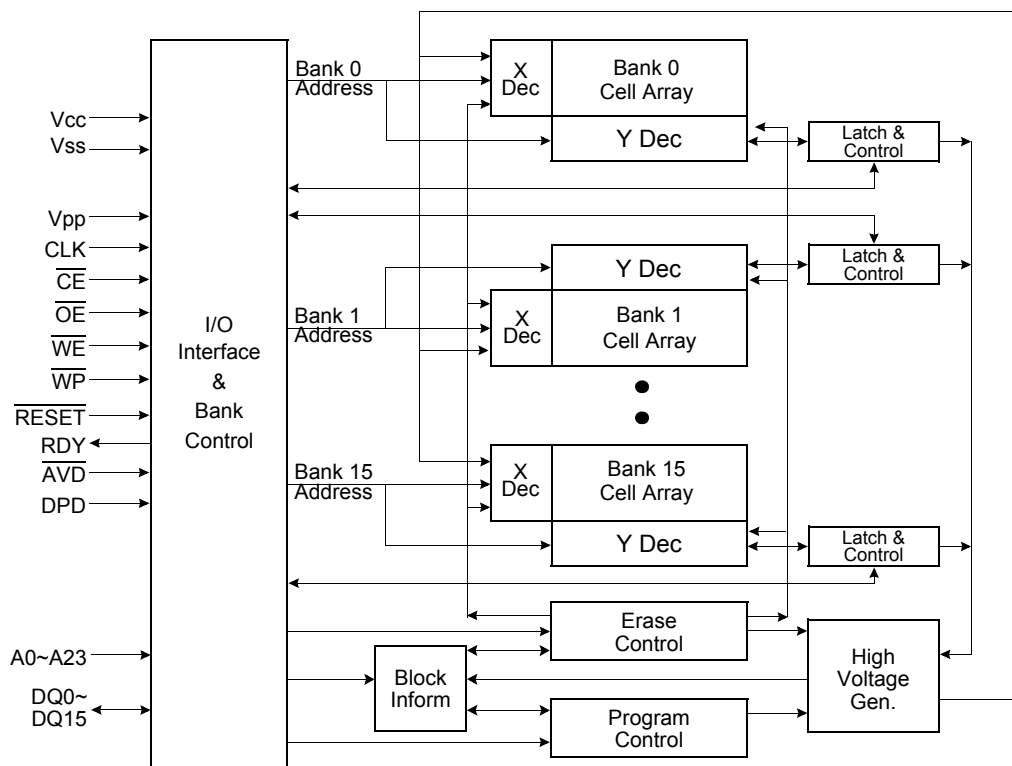 Vcc
Vss
Vpp
CLK
CE
OE
WE
WP
RESET
RDY
AVD
DPD
A0~A23
DQ0~
DQ15
I/O
Interface
&
Bank
Control
Bank 0
Address
X
Dec
Bank 0
Cell Array
Y Dec
Latch &
Control
Y Dec
Latch &
Control
Bank 1
Address
X
Dec
Bank 1
Cell Array
Bank 15
Address
X
Dec
Bank 15
Cell Array
Y Dec
Latch &
Control
Erase
Control
Block
Inform
Program
Control
High
Voltage
Gen.